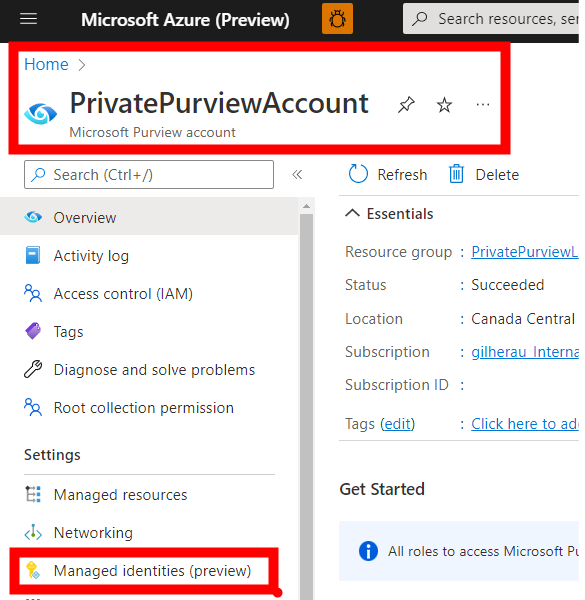 Microsoft Azure (Preview)
Search resources, ser
Home
PrivatePurviewAccount
Microsoft Purview account
Search (Ctrl+/)
Refresh
Delete
Overview
Activity log
Access control (IAM)
Tags
Diagnose and solve problems
Root collection permission
Settings
Managed resources
Networking
Managed identities (preview)
Essentials
Resource group : PrivatePurviewL
Status : Succeeded
Location : Canada Central
Subscription : gilherau_Interna
Subscription ID :
Tags (edit) : Click here to add
Get Started
All roles to access Microsoft Pu